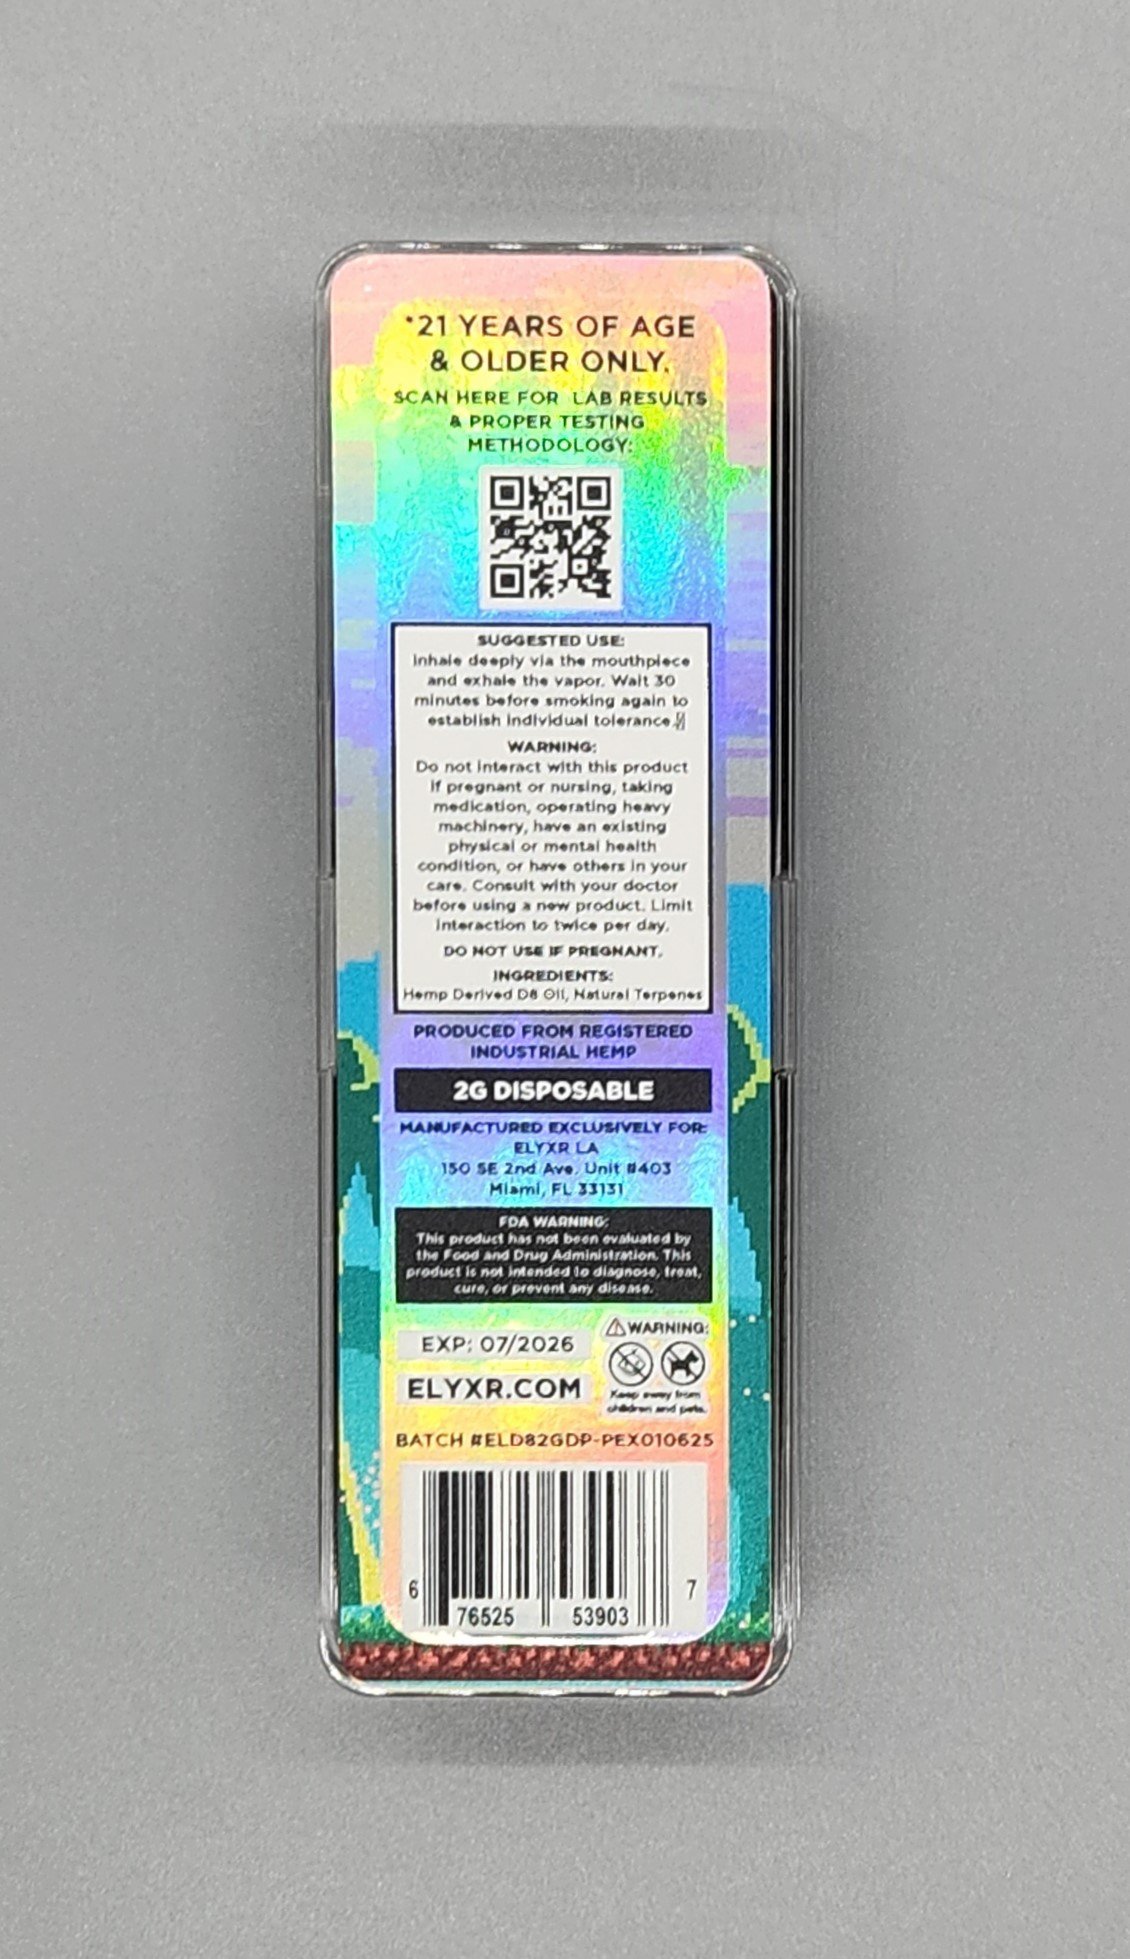 *21 YEARS OF AGE
& OLDER ONLY.
SCAN HERE FOR LAB RESULTS
& PROPER TESTING
METHODOLOGY:
SUGGESTED USE:
Inhale deeply via the mouthpiece
and exhale the vapor. Wait 30
minutes before smoking again to
establish individual tolerance.
WARNING:
Do not interact with this product
if pregnant or nursing, taking
medication, operating heavy
machinery, have an existing
physical or mental health
condition, or have others in your
care. Consult with your doctor
before using a new product. Limit
interaction to twice per day.
DO NOT USE IF PREGNANT.
INGREDIENTS:
Hemp Derived D8 Oil, Natural Terpenes
PRODUCED FROM REGISTERED
INDUSTRIAL HEMP
2G DISPOSABLE
MANUFACTURED EXCLUSIVELY FOR:
ELYXR LA
150 SE 2nd Ave. Unit #403
Miami, FL 33131
FDA WARNING:
This product has not been evaluated by
the Food and Drug Administration. This
product is not intended to diagnose, treat,
cure, or prevent any disease.
EXP: 07/2026
ELYXR.COM
WARNING:
Keep away from
children and pets.
BATCH #ELD82GDP-PEX010625
6 76525 53903 7